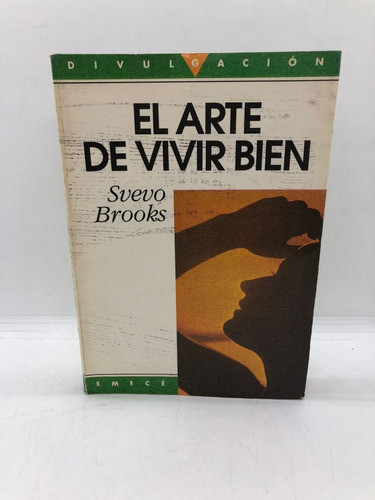 DIVULGACIÓN
EL ARTE
DE VIVIR BIEN
Svevo
Brooks
EMECÉ